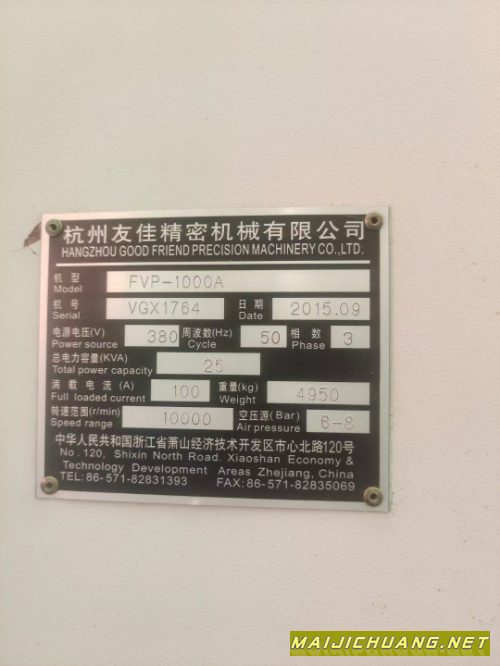 杭州友佳精密机械有限公司
HANGZHOU GOOD FRIEND PRECISION MACHINERY CO.,LTD.
机型 Model FVP-1000A
机号 Serial VGX1764 日期 Date 2015.09
电源电压(V) Power source 380 周波数(Hz) Cycle 50 相数 Phase 3
总电力容量(KVA) Total power capacity 25
满载电流(A) Full loaded current 100 重量(kg) Weight 4950
转速范围(r/min) Speed range 10000 空压源(Bar) Air pressure 6-8
中华人民共和国浙江省萧山经济技术开发区市心北路120号
No.120, Shixin North Road. Xiaoshan Economy &
Technology Development Areas Zhejiang, China
TEL:86-571-82831393 FAX:86-571-82835069
MAIJICHUANG.NET